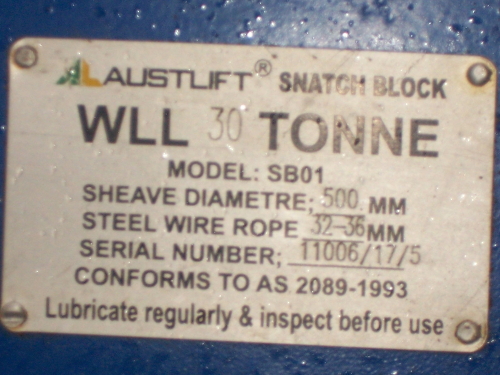 AUSTLIFT® SNATCH BLOCK
WLL 30 TONNE
MODEL: SB01
SHEAVE DIAMETRE; 500 MM
STEEL WIRE ROPE 32-36 MM
SERIAL NUMBER; 11006/17/5
CONFORMS TO AS 2089-1993
Lubricate regularly & inspect before use